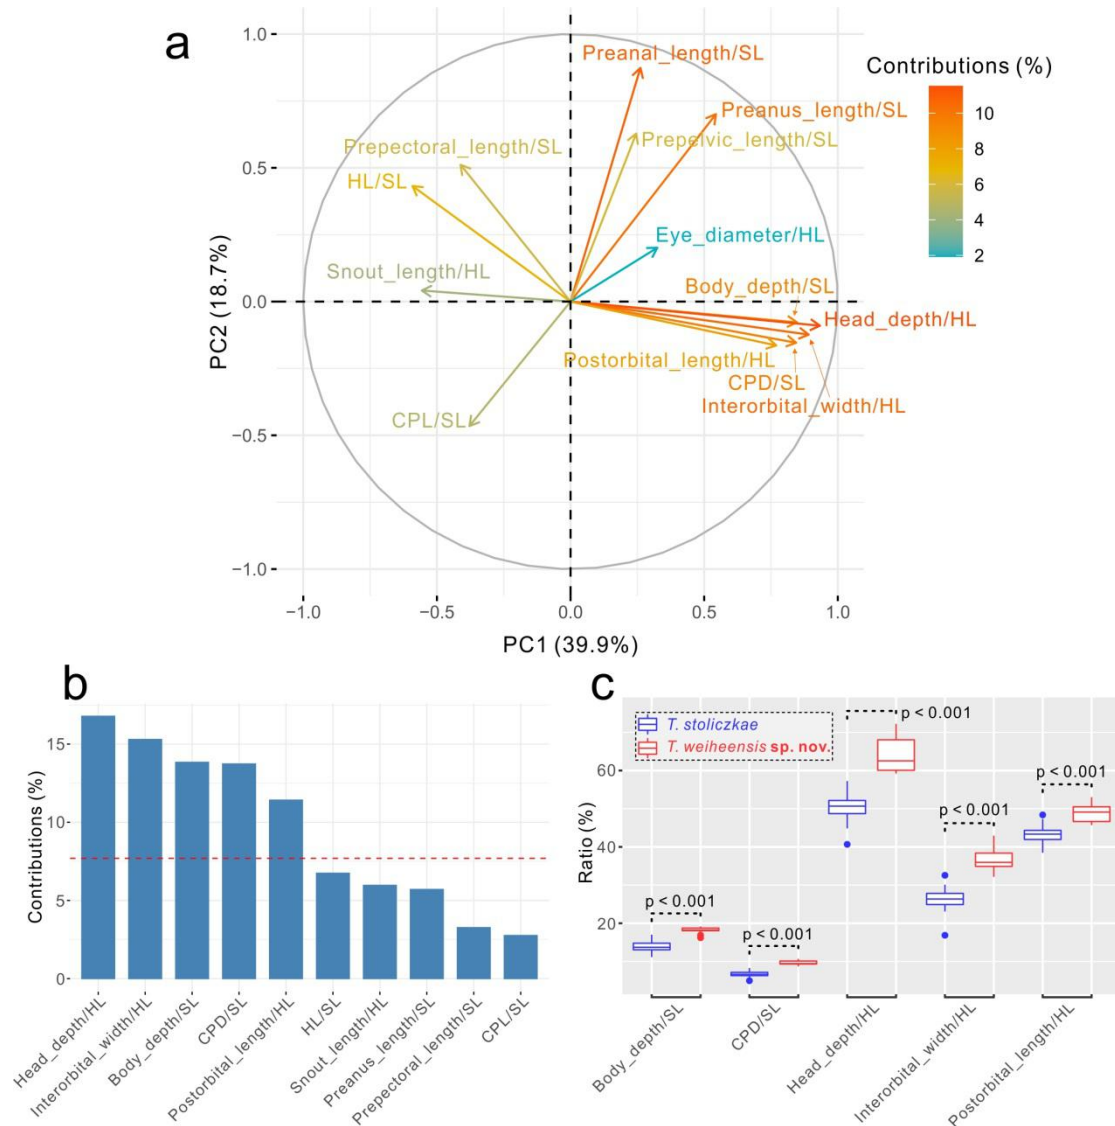 a
Contributions (%)
10
8
6
4
2
PC2 (18.7%)
1.0
0.5
0.0
−0.5
−1.0
Preanal_length/SL
Preanus_length/SL
Prepelvic_length/SL
Prepectoral_length/SL
HL/SL
Eye_diameter/HL
Snout_length/HL
Body_depth/SL
Head_depth/HL
Postorbital_length/HL
CPD/SL
Interorbital_width/HL
CPL/SL
−1.0 −0.5 0.0 0.5 1.0
PC1 (39.9%)
b
Contributions (%)
15
10
5
0
Head_depth/HL
Interorbital_width/HL
Body_depth/SL
CPD/SL
Postorbital_length/HL
HL/SL
Snout_length/HL
Preanus_length/SL
Prepectoral_length/SL
CPL/SL
c
T. stoliczkae
T. weiheensis sp. nov.
Ratio (%)
60
40
20
p < 0.001
p < 0.001
p < 0.001
p < 0.001
p < 0.001
Body_depth/SL
CPD/SL
Head_depth/HL
Interorbital_width/HL
Postorbital_length/HL